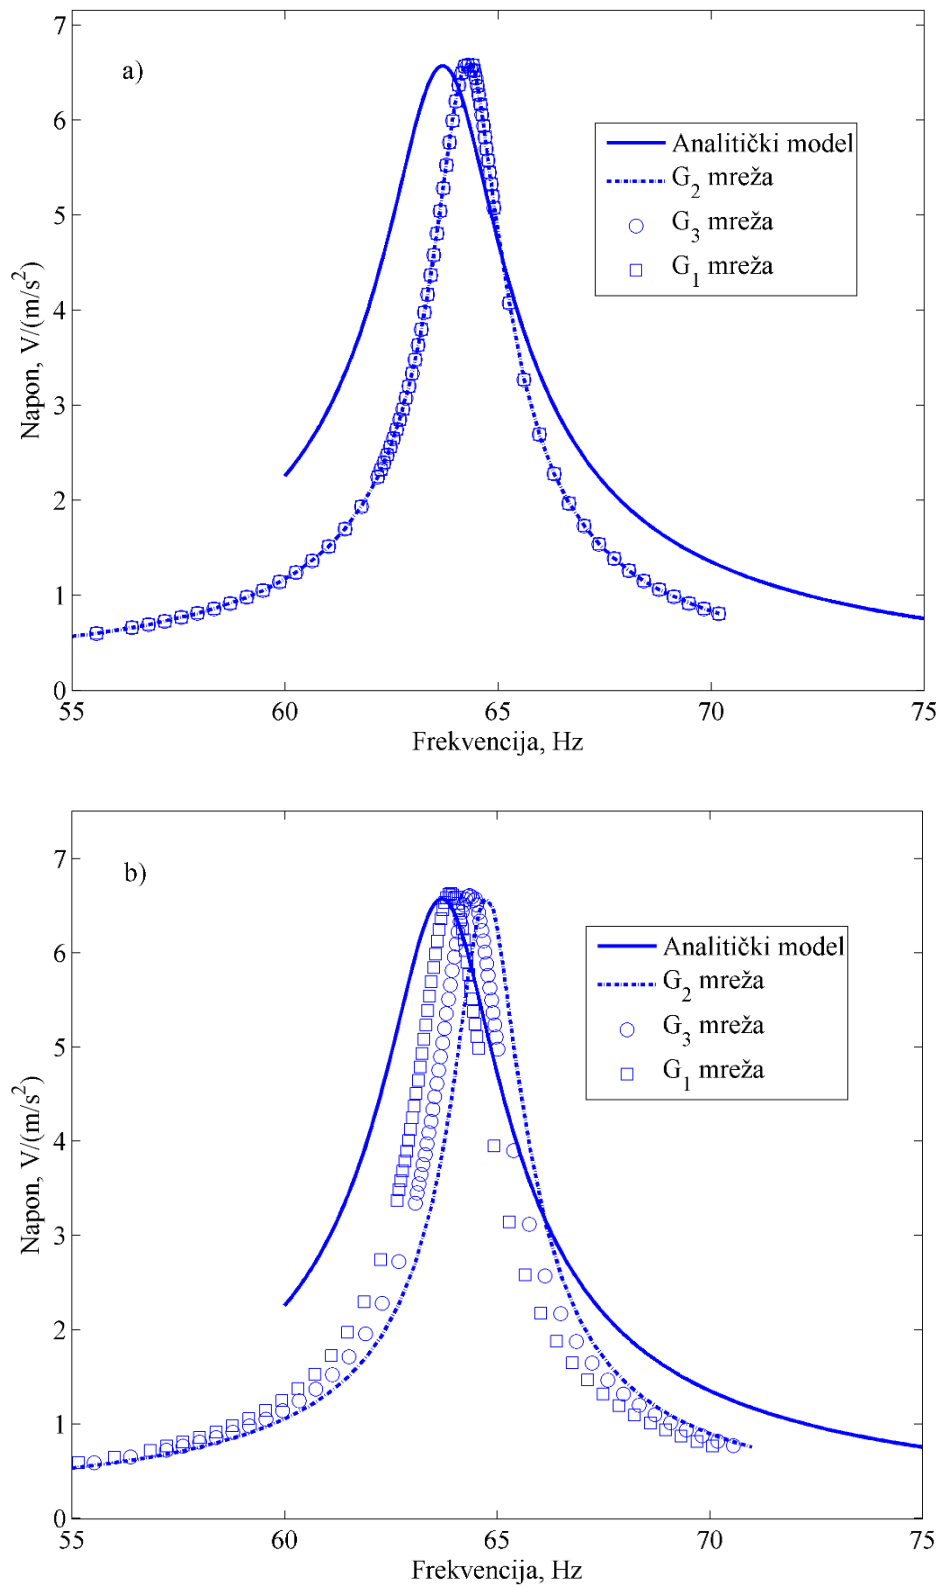 a)
7
6
5
4
3
2
1
0
Napon, V/(m/s²)
Analitički model
G₂ mreža
G₃ mreža
G₁ mreža
55 60 65 70 75
Frekvencija, Hz
b)
7
6
5
4
3
2
1
0
Napon, V/(m/s²)
Analitički model
G₂ mreža
G₃ mreža
G₁ mreža
55 60 65 70 75
Frekvencija, Hz